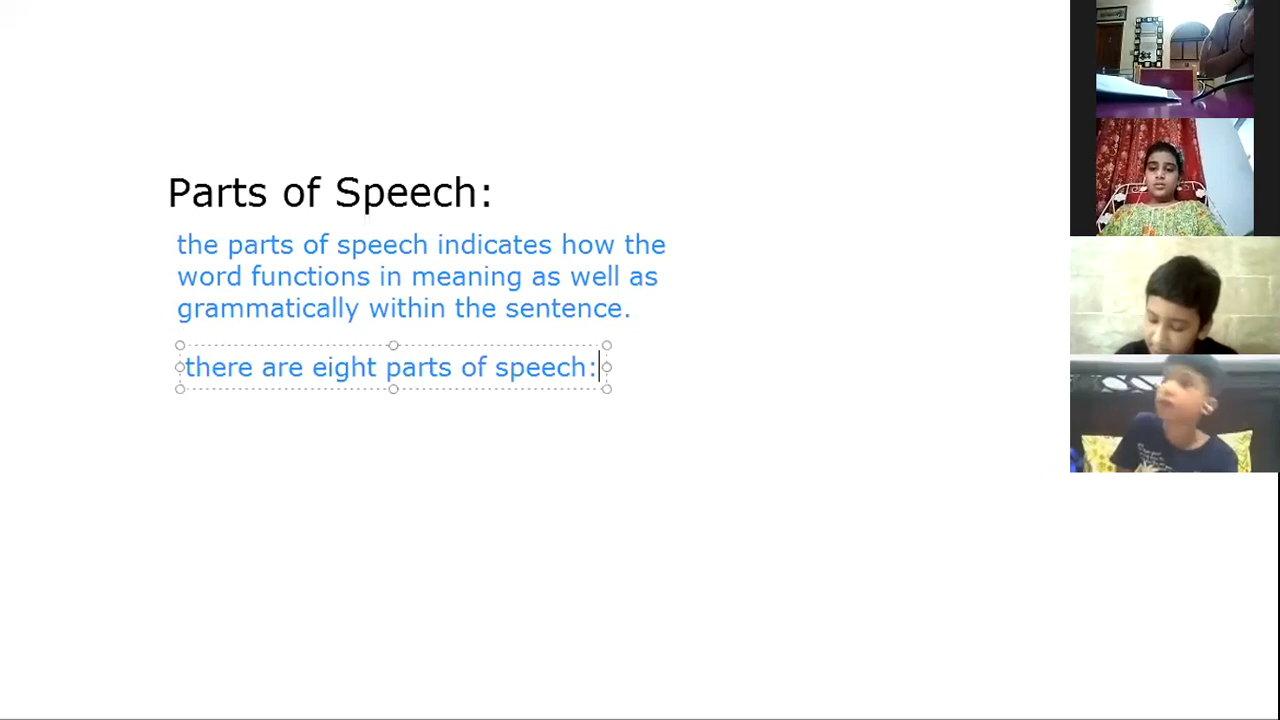 Parts of Speech:
the parts of speech indicates how the
word functions in meaning as well as
grammatically within the sentence.
there are eight parts of speech: